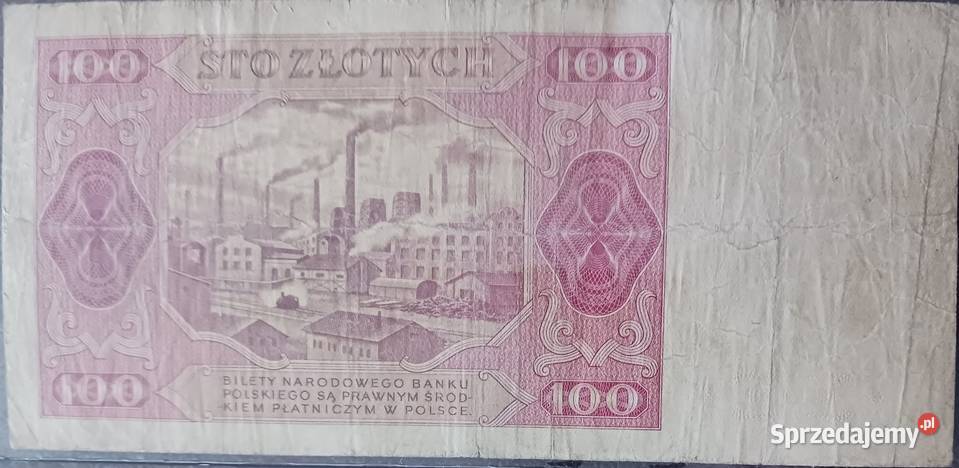 100 STO ZŁOTYCH 100
BILETY NARODOWEGO BANKU
POLSKIEGO SĄ PRAWNYM ŚROD-
KIEM PŁATNICZYM W POLSCE.
100 100
Sprzedajemy.pl